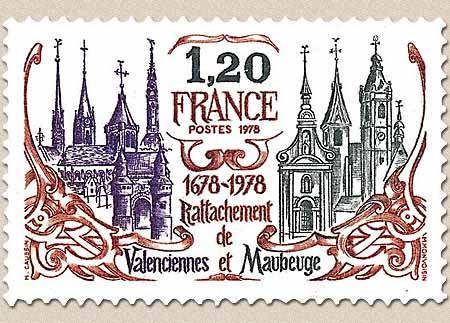 1,20
FRANCE
POSTES 1978
1678-1978
Rattachement
de
Valenciennes et Maubeuge